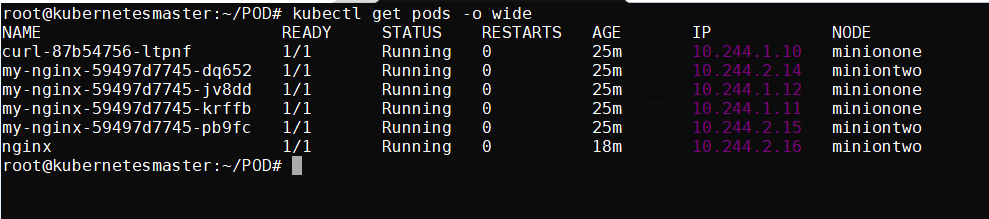 root@kubernetesmaster:~/POD# kubectl get pods -o wide
NAME READY STATUS RESTARTS AGE IP NODE
curl-87b54756-ltpnf 1/1 Running 0 25m 10.244.1.10 minionone
my-nginx-59497d7745-dq652 1/1 Running 0 25m 10.244.2.14 miniontwo
my-nginx-59497d7745-jv8dd 1/1 Running 0 25m 10.244.1.12 minionone
my-nginx-59497d7745-krffb 1/1 Running 0 25m 10.244.1.11 minionone
my-nginx-59497d7745-pb9fc 1/1 Running 0 25m 10.244.2.15 miniontwo
nginx 1/1 Running 0 18m 10.244.2.16 miniontwo
root@kubernetesmaster:~/POD#